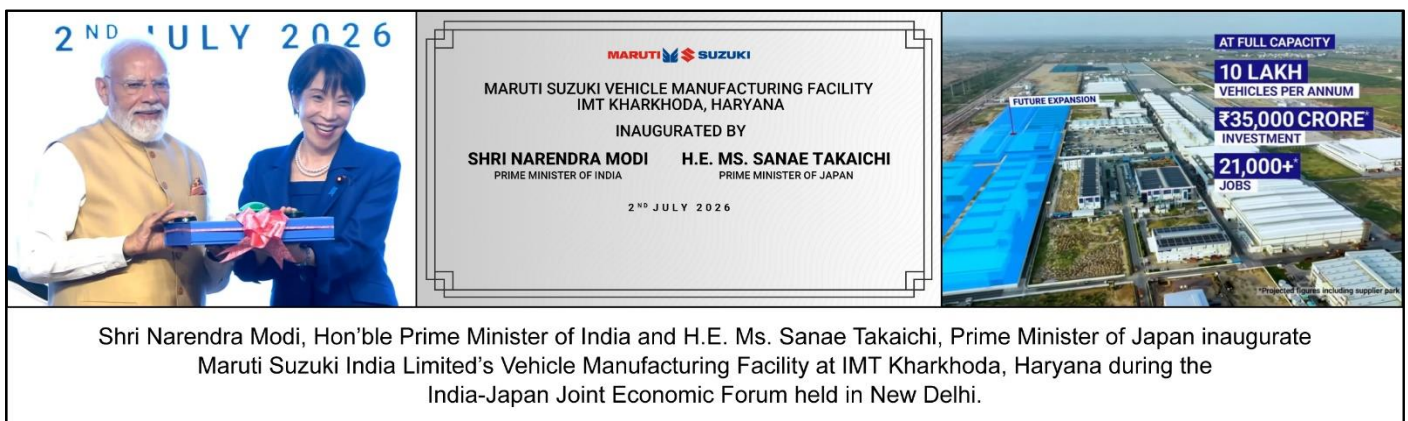 2ND JULY 2026
MARUTI SUZUKI
MARUTI SUZUKI VEHICLE MANUFACTURING FACILITY
IMT KHARKHODA, HARYANA
INAUGURATED BY
SHRI NARENDRA MODI
PRIME MINISTER OF INDIA
H.E. MS. SANAE TAKAICHI
PRIME MINISTER OF JAPAN
2ND JULY 2026
AT FULL CAPACITY
10 LAKH
VEHICLES PER ANNUM
₹35,000 CRORE*
INVESTMENT
21,000+*
JOBS
FUTURE EXPANSION
*Projected figures including supplier park
Shri Narendra Modi, Hon’ble Prime Minister of India and H.E. Ms. Sanae Takaichi, Prime Minister of Japan inaugurate
Maruti Suzuki India Limited’s Vehicle Manufacturing Facility at IMT Kharkhoda, Haryana during the
India-Japan Joint Economic Forum held in New Delhi.